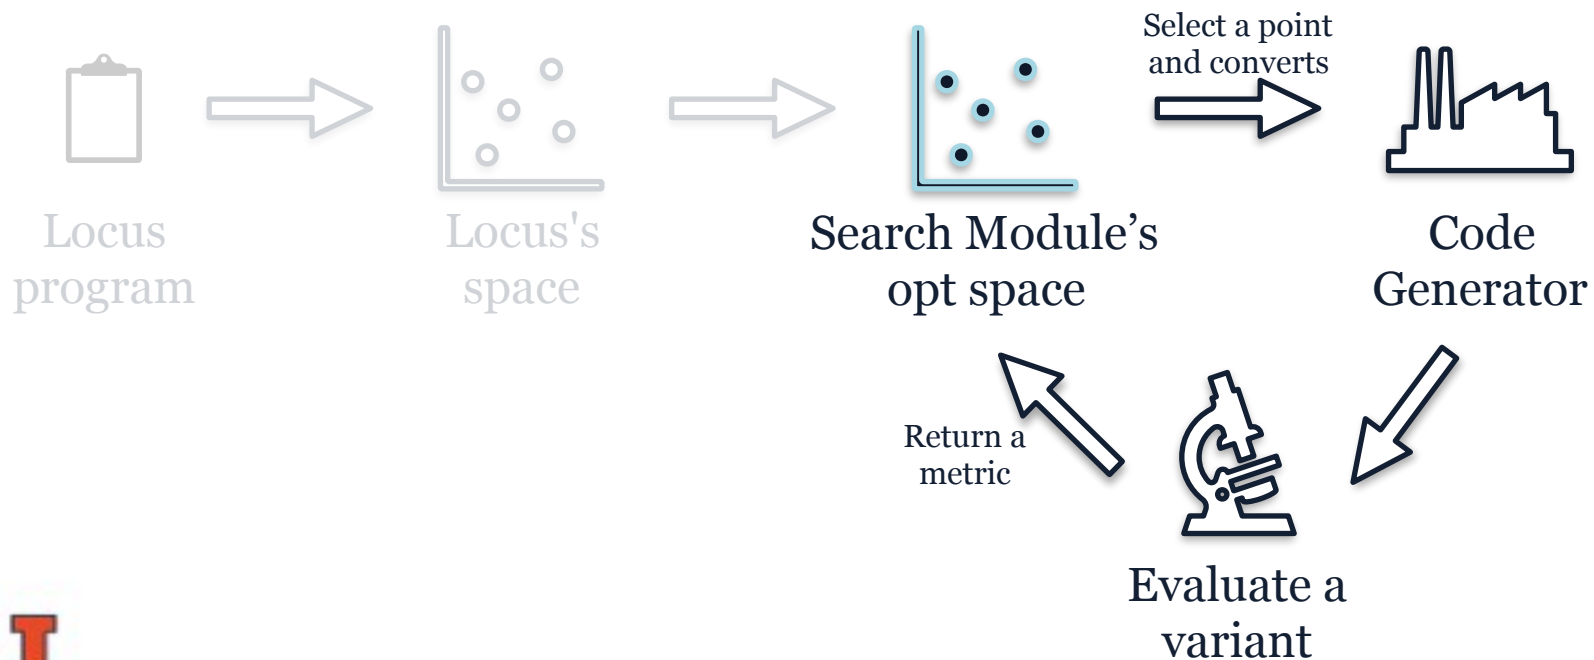 Select a point
and converts
Locus
program
Locus's
space
Search Module’s
opt space
Code
Generator
Return a
metric
Evaluate a
variant